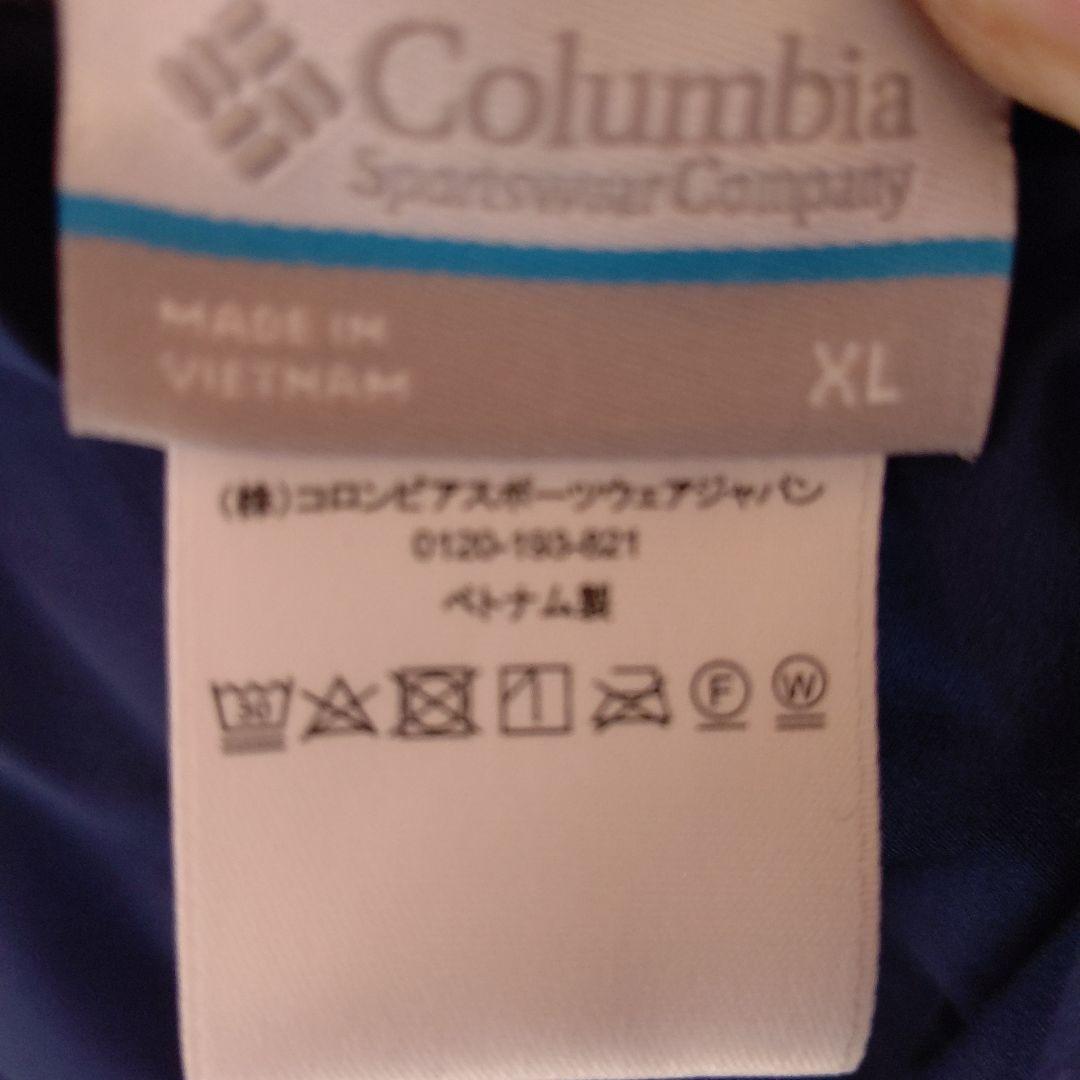 Columbia
Sportswear Company
MADE IN
VIETNAM
XL
(株)コロンビアスポーツウェアジャパン
0120-193-821
ベトナム製
30
F
W